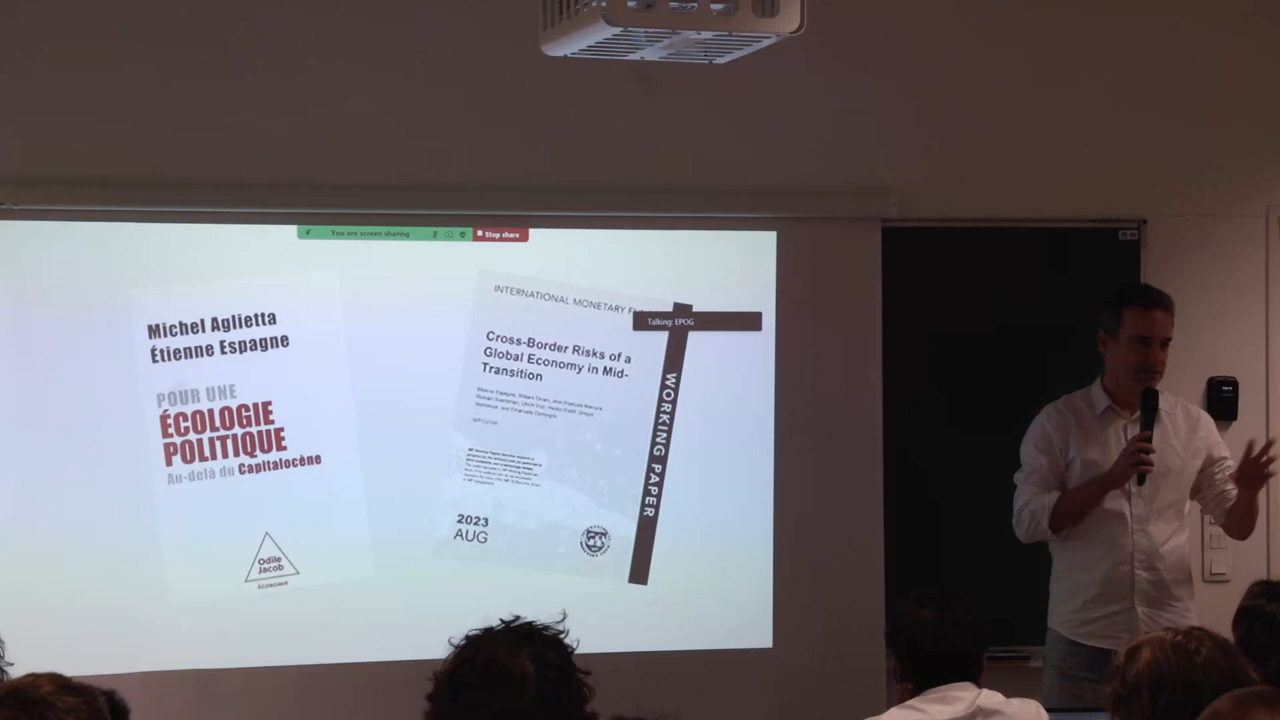 You are screen sharing
Stop share
Michel Aglietta
Étienne Espagne
POUR UNE
ÉCOLOGIE
POLITIQUE
Au-delà du Capitalocène
Odile
Jacob
ÉCONOMIE
INTERNATIONAL MONETARY
Talking: EPOG
Cross-Border Risks of a
Global Economy in Mid-
Transition
WORKING PAPER
2023
AUG